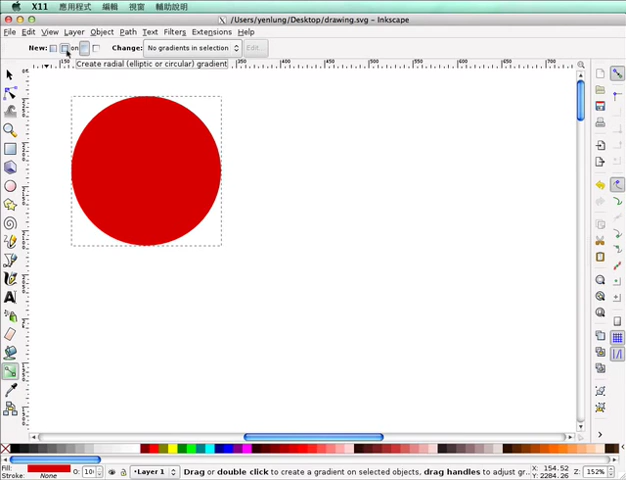 X11 應用程式 編輯 視窗 輔助說明
/Users/yenlung/Desktop/drawing.svg - Inkscape
File Edit View Layer Object Path Text Filters Extensions Help
New: on Change: No gradients in selection Edit...
Create radial (elliptic or circular) gradient
Fill: O: 10
Stroke: None
•Layer 1
Drag or double click to create a gradient on selected objects, drag handles to adjust gr...
X: 154.52
Y: 2284.26
Z: 152%